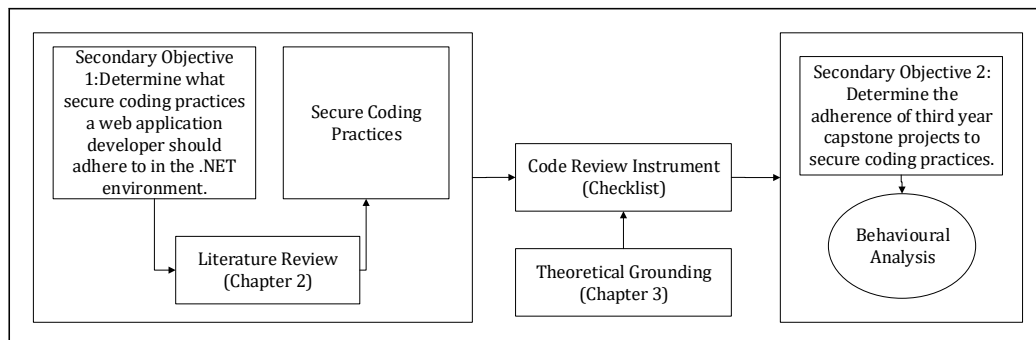 Secondary Objective
1:Determine what
secure coding practices
a web application
developer should
adhere to in the .NET
environment.
Secure Coding
Practices
Literature Review
(Chapter 2)
Code Review Instrument
(Checklist)
Theoretical Grounding
(Chapter 3)
Secondary Objective 2:
Determine the
adherence of third year
capstone projects to
secure coding practices.
Behavioural
Analysis